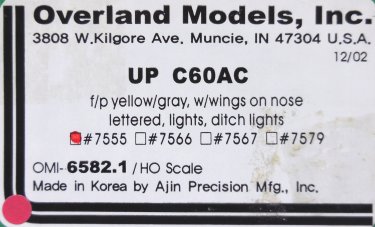 Overland Models, Inc.
3808 W.Kilgore Ave. Muncie, IN 47304 U.S.A.
12/02
UP C60AC
f/p yellow/gray, w/wings on nose
lettered, lights, ditch lights
#7555 #7566 #7567 #7579
OMI-6582.1/HO Scale
Made in Korea by Ajin Precision Mfg., Inc.